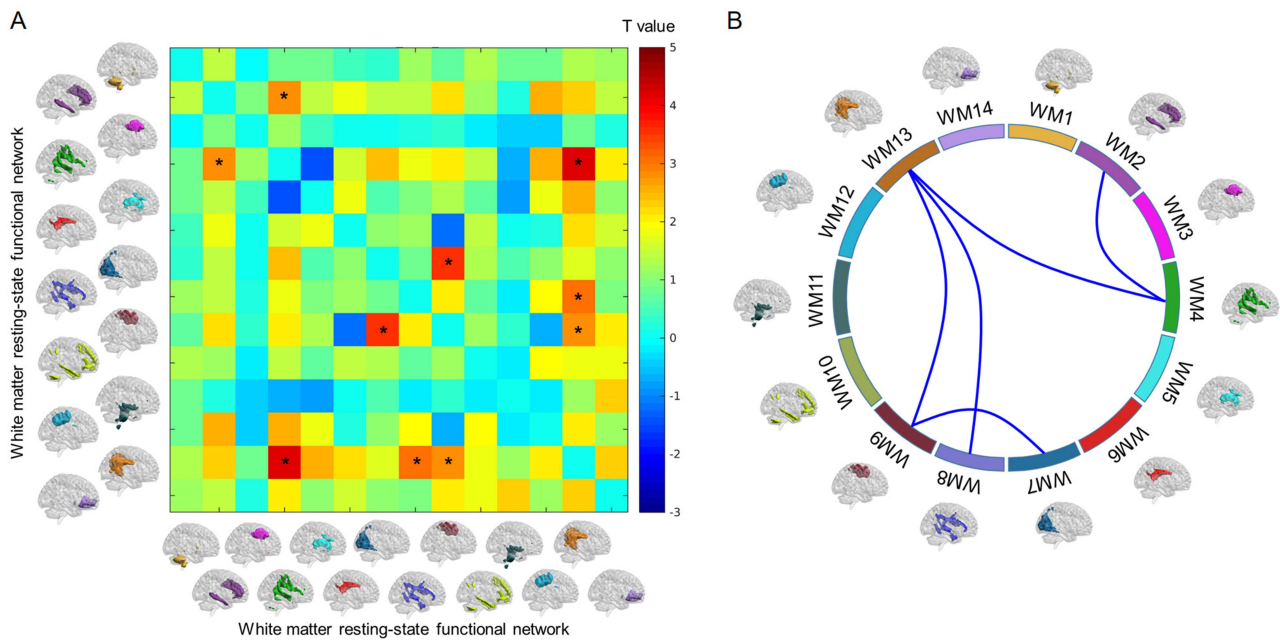 A
T value
B
White matter resting-state functional network
5
4
3
2
1
0
-1
-2
-3
*
*
*
*
*
*
*
*
*
*
White matter resting-state functional network
WM1
WM2
WM3
WM4
WM5
WM6
WM7
WM8
WM9
WM10
WM11
WM12
WM13
WM14